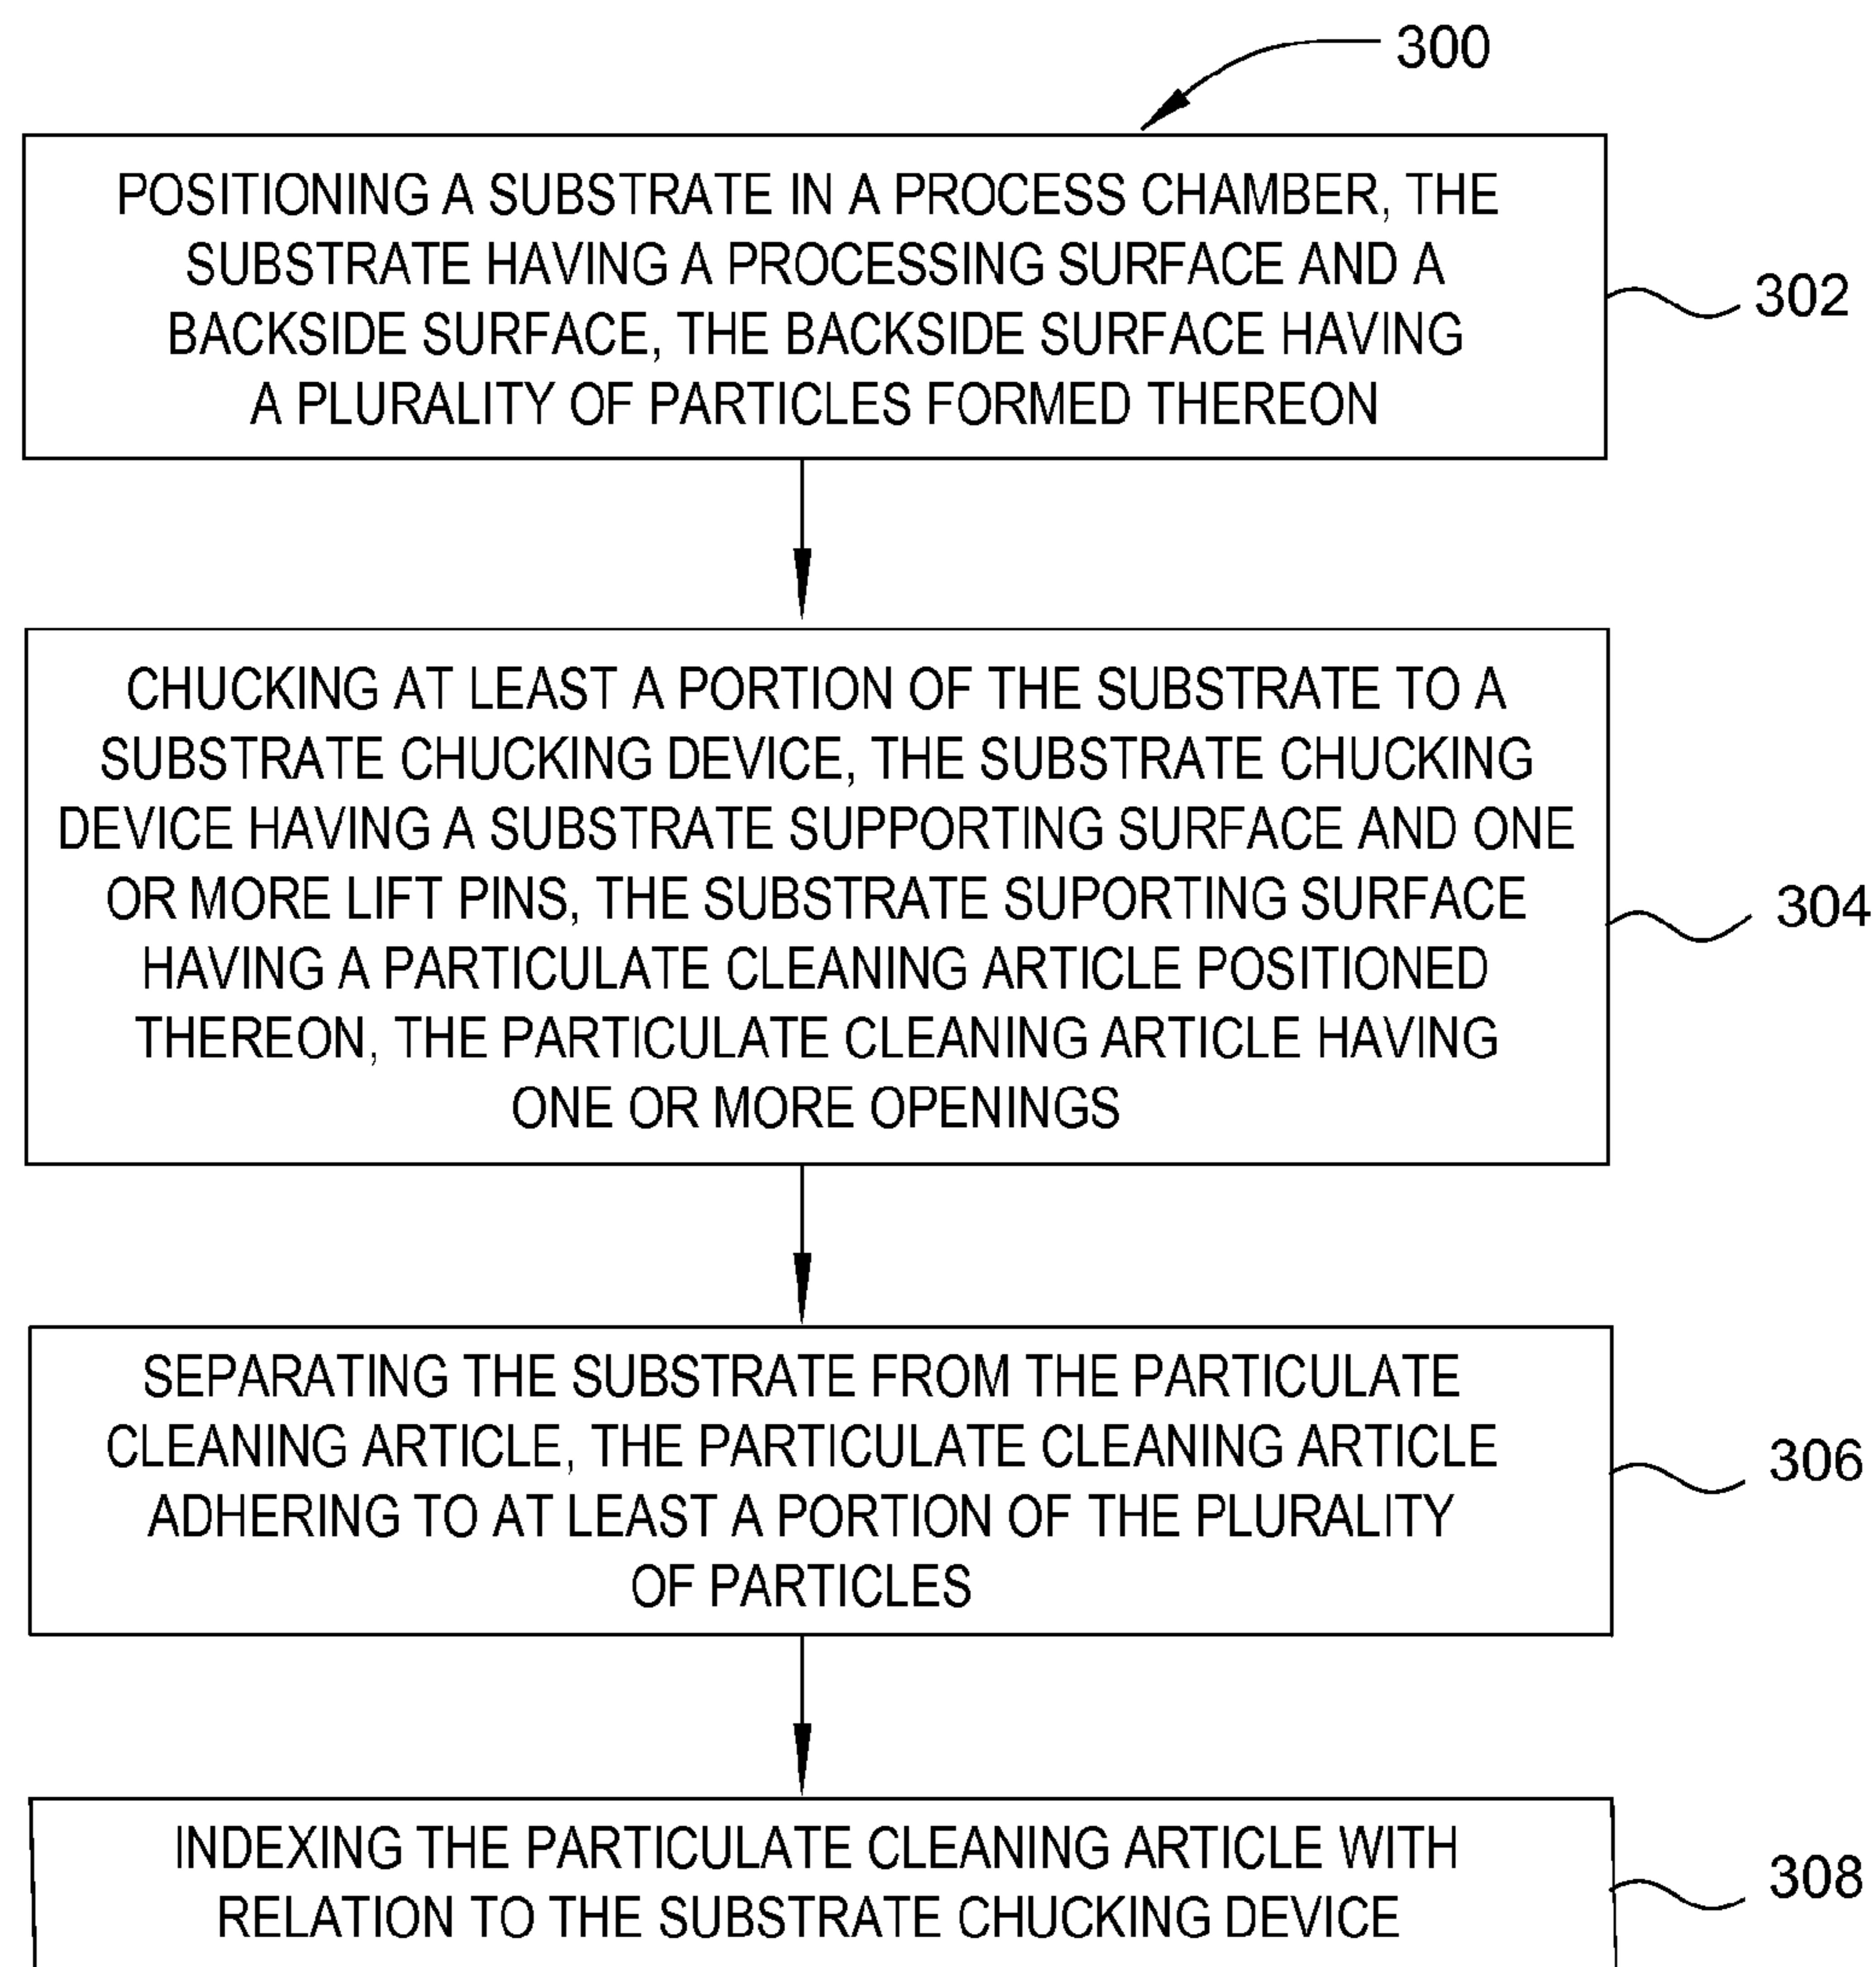 300
POSITIONING A SUBSTRATE IN A PROCESS CHAMBER, THE
SUBSTRATE HAVING A PROCESSING SURFACE AND A
BACKSIDE SURFACE, THE BACKSIDE SURFACE HAVING
A PLURALITY OF PARTICLES FORMED THEREON
302
CHUCKING AT LEAST A PORTION OF THE SUBSTRATE TO A
SUBSTRATE CHUCKING DEVICE, THE SUBSTRATE CHUCKING
DEVICE HAVING A SUBSTRATE SUPPORTING SURFACE AND ONE
OR MORE LIFT PINS, THE SUBSTRATE SUPORTING SURFACE
HAVING A PARTICULATE CLEANING ARTICLE POSITIONED
THEREON, THE PARTICULATE CLEANING ARTICLE HAVING
ONE OR MORE OPENINGS
304
SEPARATING THE SUBSTRATE FROM THE PARTICULATE
CLEANING ARTICLE, THE PARTICULATE CLEANING ARTICLE
ADHERING TO AT LEAST A PORTION OF THE PLURALITY
OF PARTICLES
306
INDEXING THE PARTICULATE CLEANING ARTICLE WITH
RELATION TO THE SUBSTRATE CHUCKING DEVICE
308